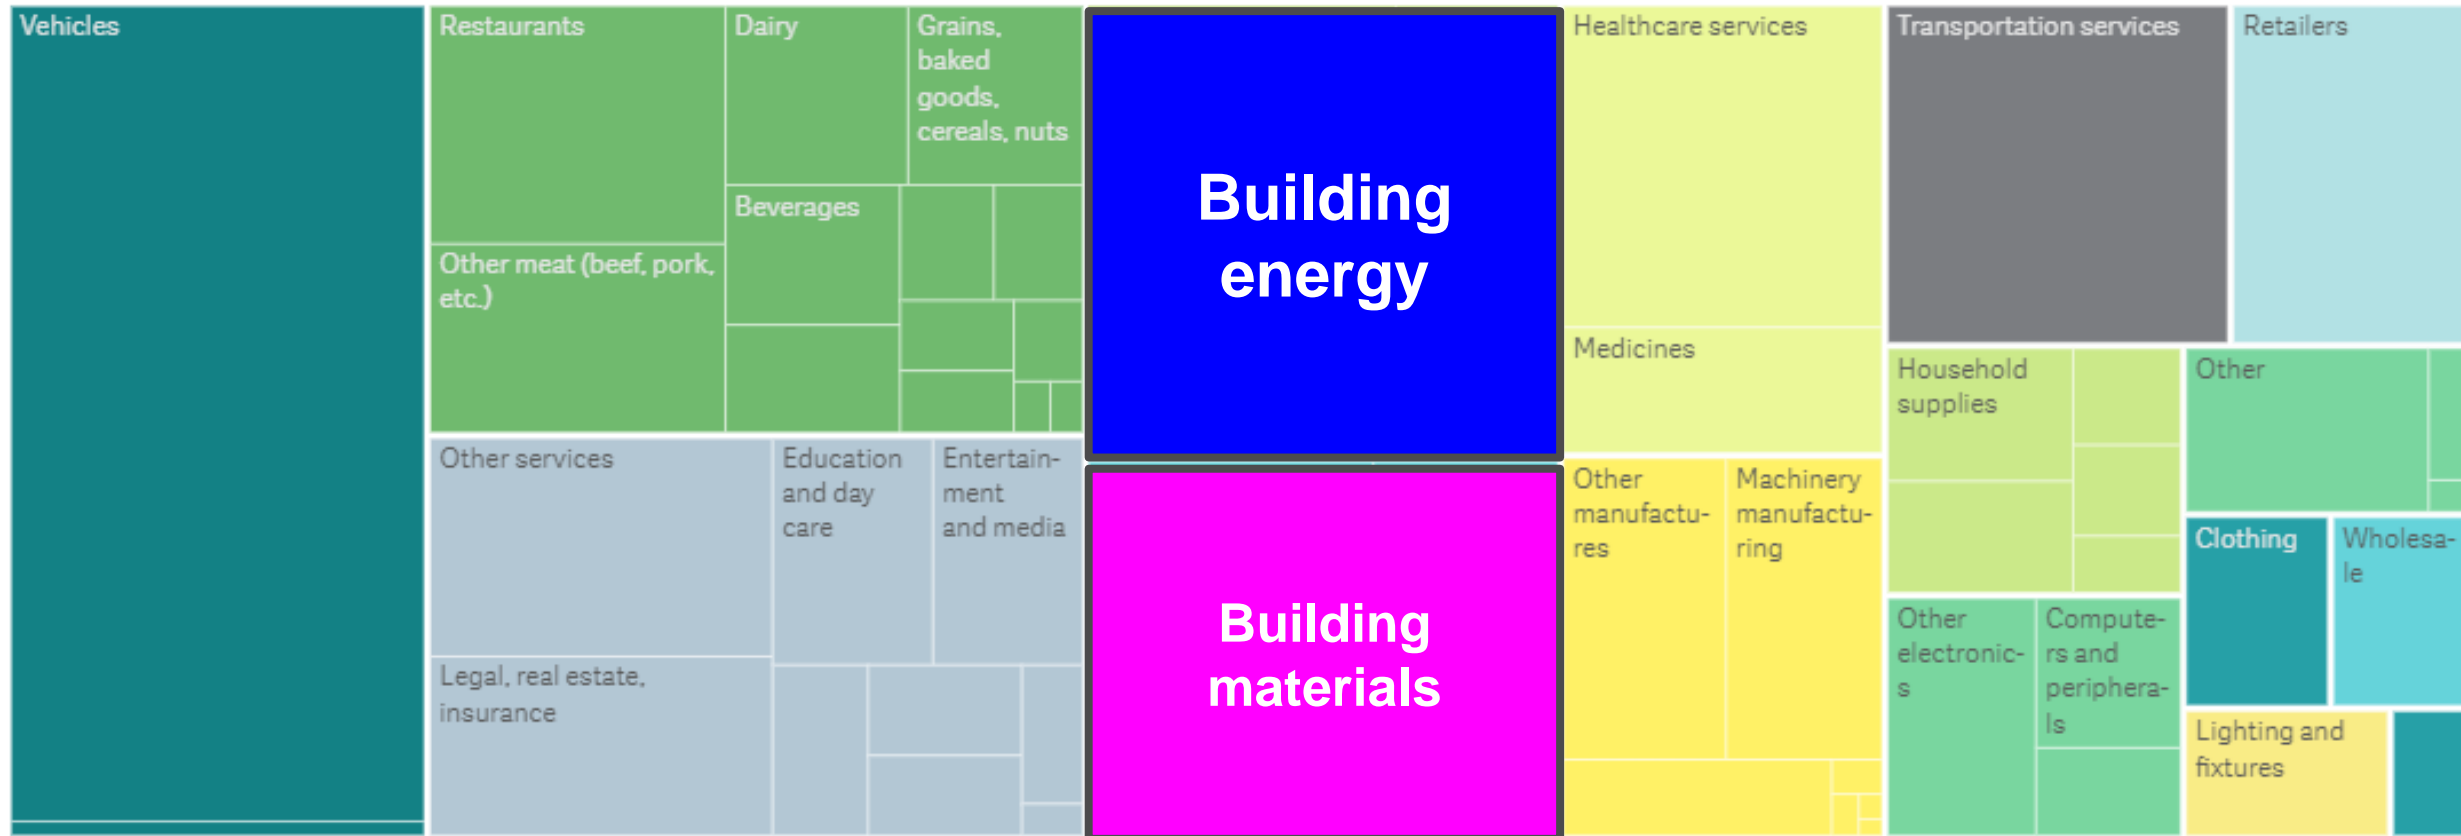 Vehicles
Restaurants
Dairy
Grains,
baked
goods,
cereals, nuts
Beverages
Other meat (beef, pork,
etc.)
Building
energy
Healthcare services
Medicines
Transportation services
Retailers
Household
supplies
Other
Other services
Education
and day
care
Entertain-
ment
and media
Legal, real estate,
insurance
Building
materials
Other
manufactu-
res
Machinery
manufactu-
ring
Clothing
Wholesa-
le
Other
electronic-
s
Compute-
rs and
periphera-
ls
Lighting and
fixtures